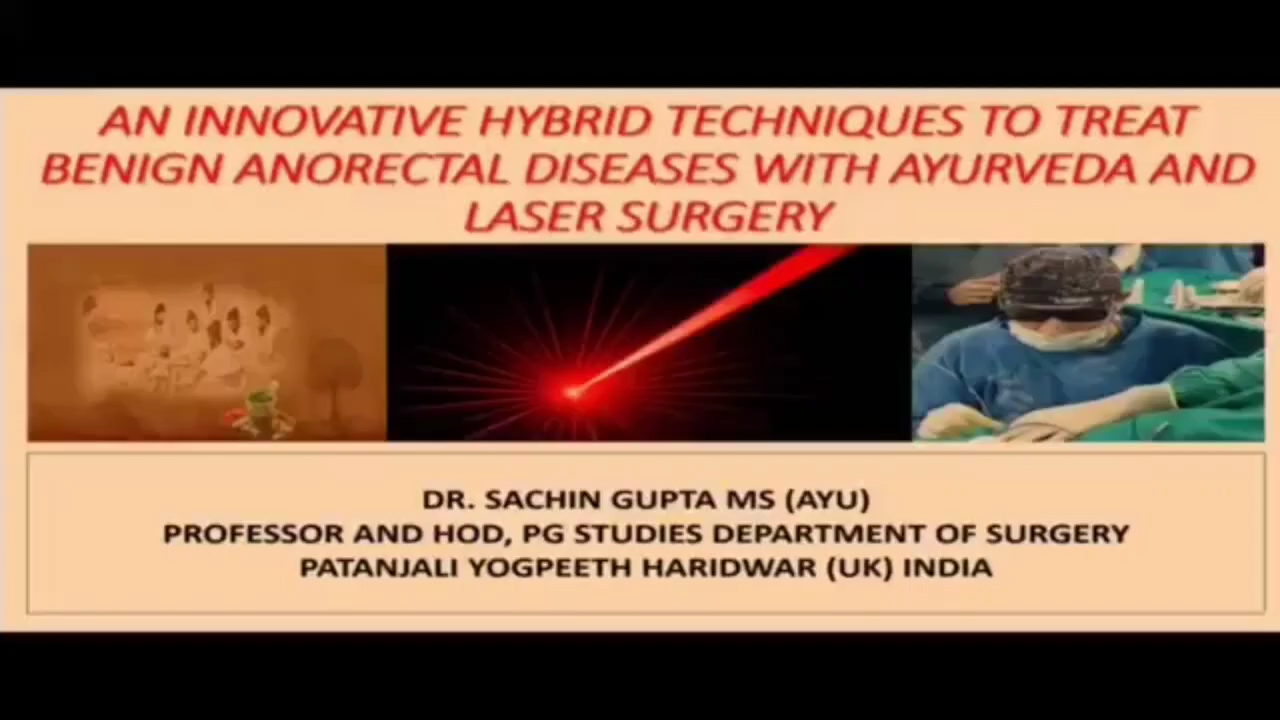 AN INNOVATIVE HYBRID TECHNIQUES TO TREAT
BENIGN ANORECTAL DISEASES WITH AYURVEDA AND
LASER SURGERY
DR. SACHIN GUPTA MS (AYU)
PROFESSOR AND HOD, PG STUDIES DEPARTMENT OF SURGERY
PATANJALI YOGPEETH HARIDWAR (UK) INDIA